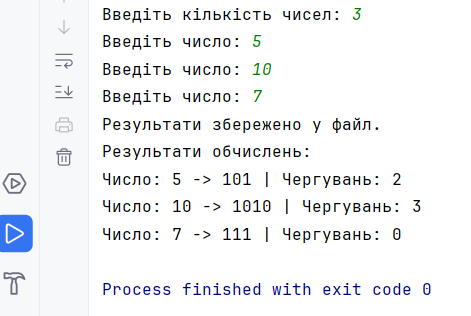 Введіть кількість чисел: 3
Введіть число: 5
Введіть число: 10
Введіть число: 7
Результати збережено у файл.
Результати обчислень:
Число: 5 -> 101 | Чергувань: 2
Число: 10 -> 1010 | Чергувань: 3
Число: 7 -> 111 | Чергувань: 0
Process finished with exit code 0